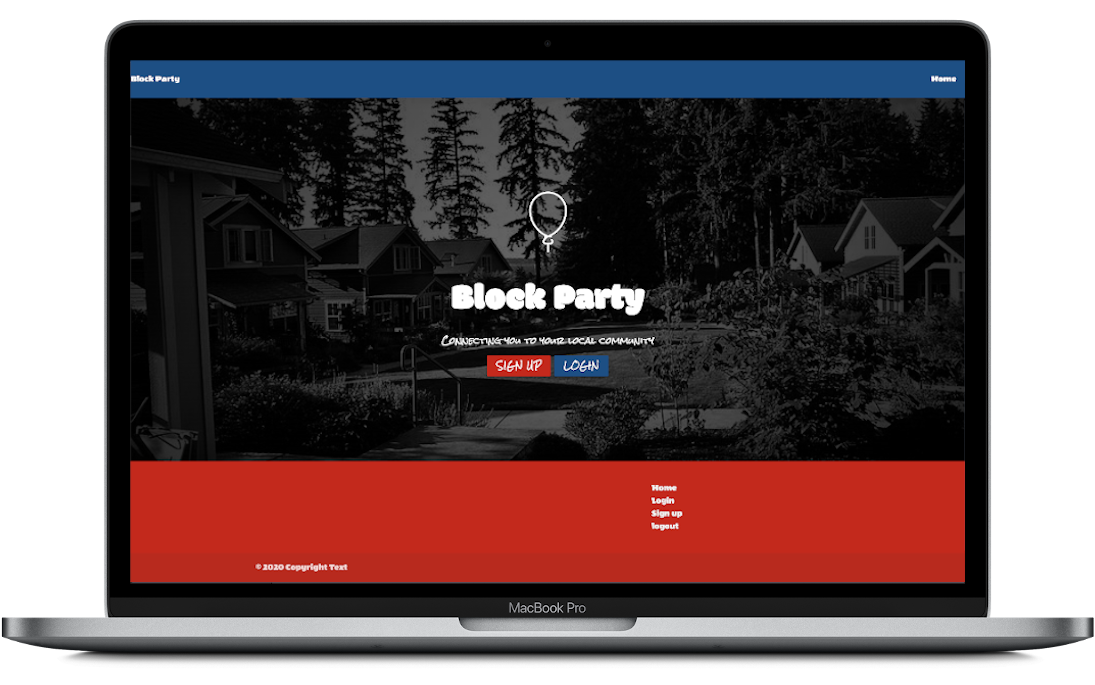 Block Party
Home
Block Party
Connecting you to your local community
SIGN UP
LOGIN
Home
Login
Sign up
logout
© 2020 Copyright Text
MacBook Pro